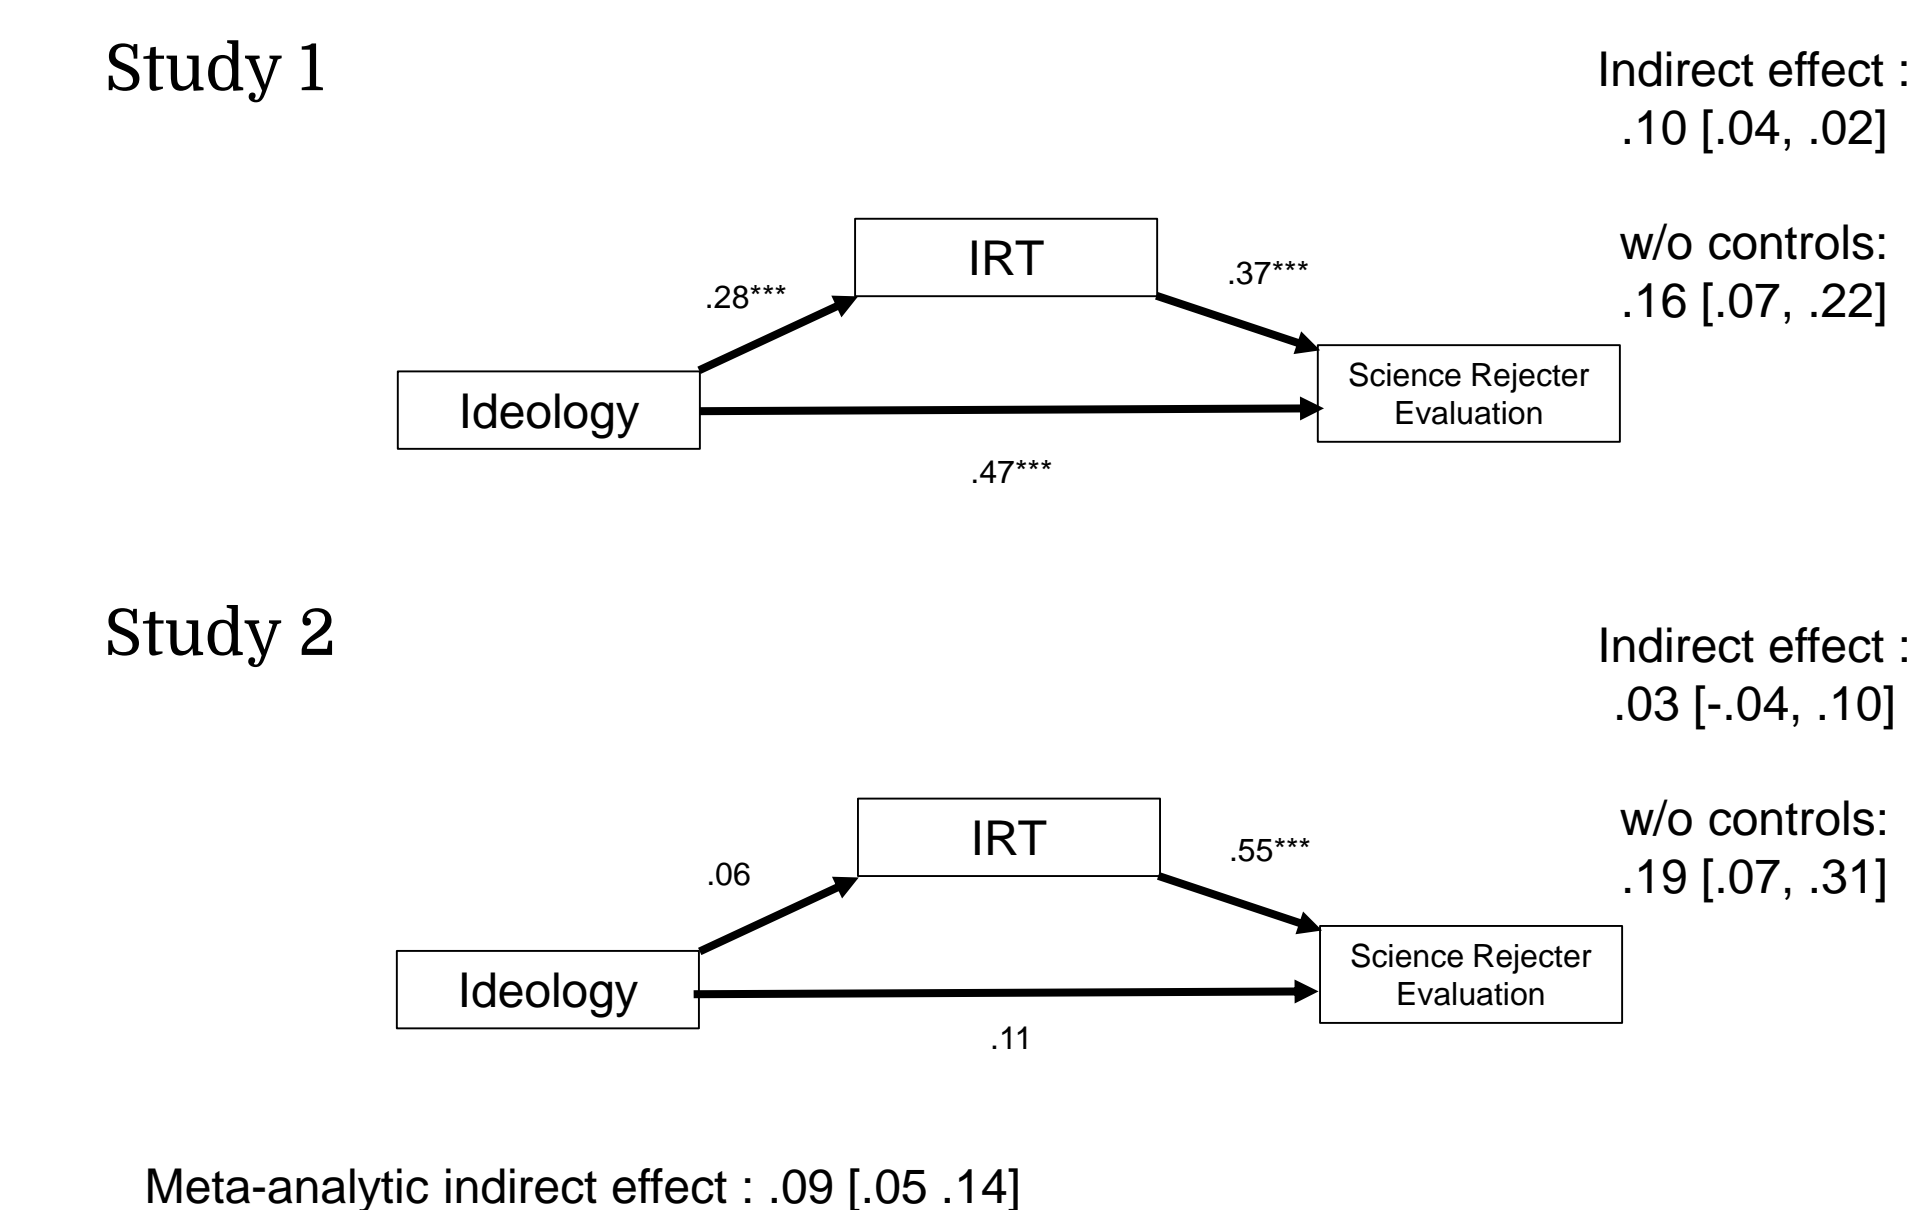 Study 1
Indirect effect :
.10 [.04, .02]
w/o controls:
.16 [.07, .22]
IRT
.28***
.37***
Ideology
Science Rejecter
Evaluation
.47***
Study 2
Indirect effect :
.03 [-.04, .10]
w/o controls:
.19 [.07, .31]
IRT
.06
.55***
Ideology
Science Rejecter
Evaluation
.11
Meta-analytic indirect effect : .09 [.05 .14]